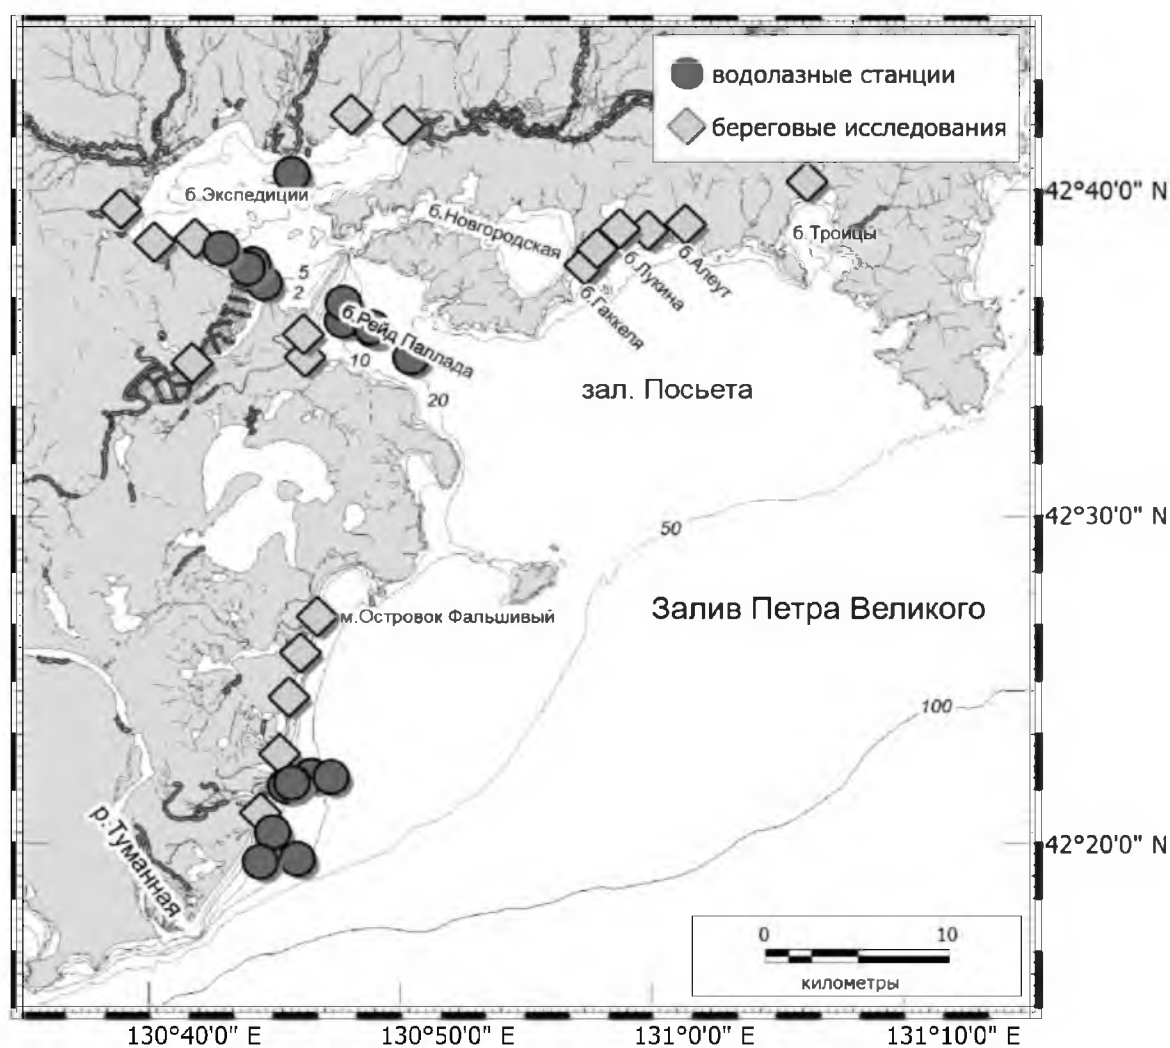 водолазные станции
береговые исследования
б.Экспедиции
б.Новгородская
б.Троицы
б.Алеут
б.Лукина
б.Гаккеля
5
2
б.Рейд Паллада
10
20
зал. Посьета
50
Залив Петра Великого
м.Островок Фальшивый
100
р.Туманная
0 10
километры
42°40'0" N
42°30'0" N
42°20'0" N
130°40'0" E 130°50'0" E 131°0'0" E 131°10'0" E